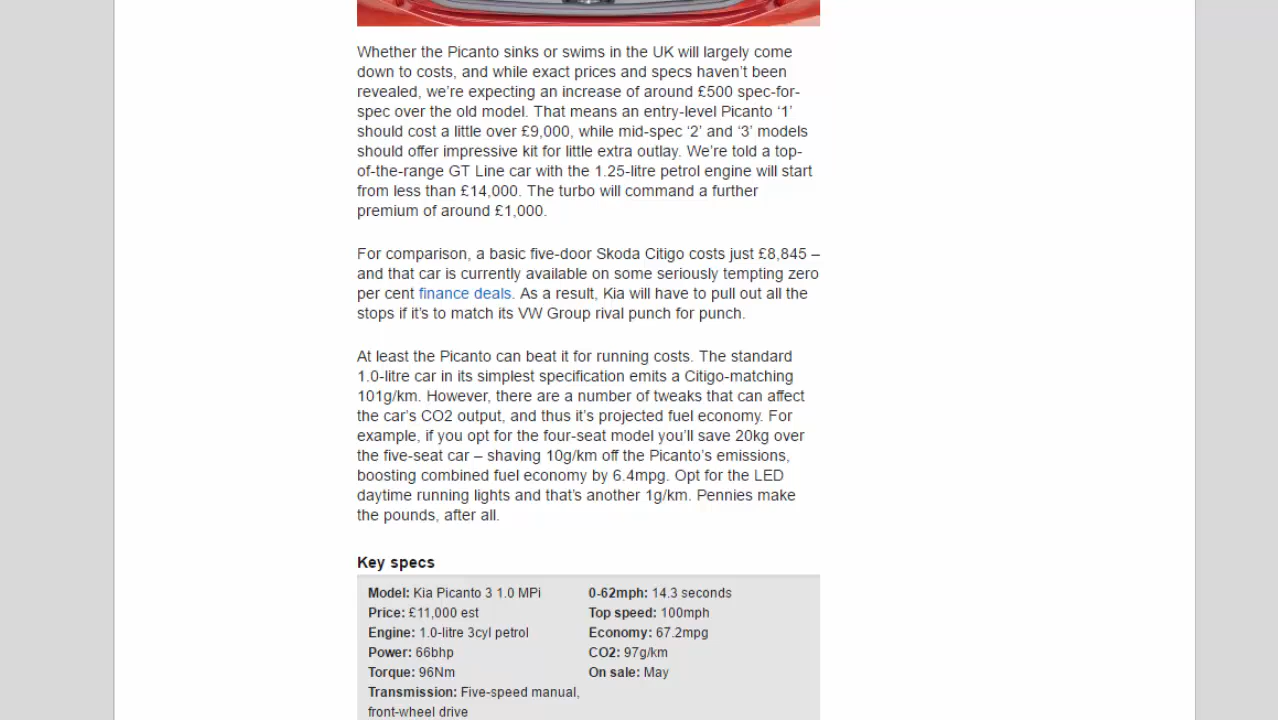 Whether the Picanto sinks or swims in the UK will largely come
down to costs, and while exact prices and specs haven’t been
revealed, we’re expecting an increase of around £500 spec-for-
spec over the old model. That means an entry-level Picanto ‘1’
should cost a little over £9,000, while mid-spec ‘2’ and ‘3’ models
should offer impressive kit for little extra outlay. We’re told a top-
of-the-range GT Line car with the 1.25-litre petrol engine will start
from less than £14,000. The turbo will command a further
premium of around £1,000.
For comparison, a basic five-door Skoda Citigo costs just £8,845 –
and that car is currently available on some seriously tempting zero
per cent finance deals. As a result, Kia will have to pull out all the
stops if it’s to match its VW Group rival punch for punch.
At least the Picanto can beat it for running costs. The standard
1.0-litre car in its simplest specification emits a Citigo-matching
101g/km. However, there are a number of tweaks that can affect
the car’s CO2 output, and thus it’s projected fuel economy. For
example, if you opt for the four-seat model you’ll save 20kg over
the five-seat car – shaving 10g/km off the Picanto’s emissions,
boosting combined fuel economy by 6.4mpg. Opt for the LED
daytime running lights and that’s another 1g/km. Pennies make
the pounds, after all.
Key specs
Model: Kia Picanto 3 1.0 MPi
Price: £11,000 est
Engine: 1.0-litre 3cyl petrol
Power: 66bhp
Torque: 96Nm
Transmission: Five-speed manual,
front-wheel drive
0-62mph: 14.3 seconds
Top speed: 100mph
Economy: 67.2mpg
CO2: 97g/km
On sale: May